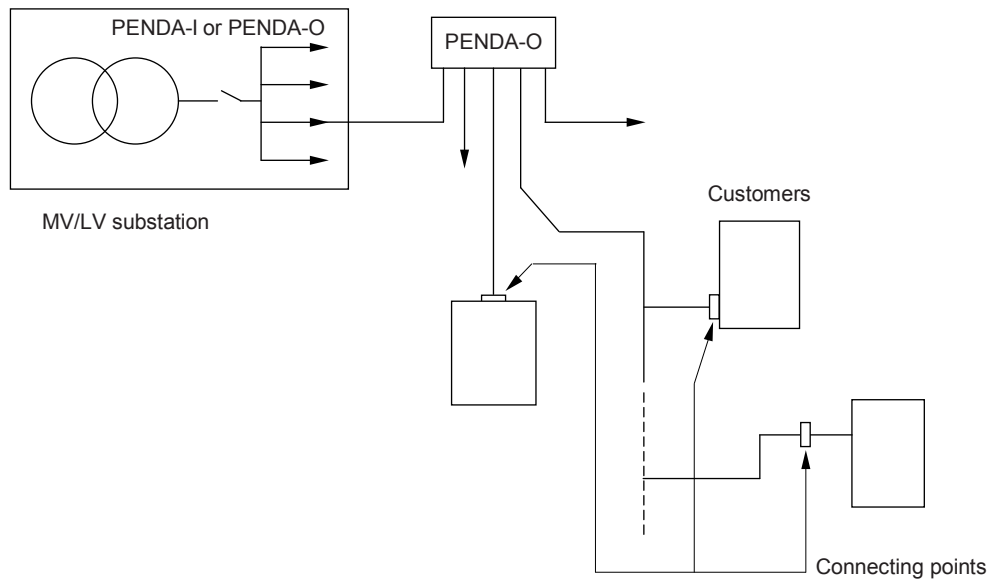 PENDA-I or PENDA-O
PENDA-O
MV/LV substation
Customers
Connecting points